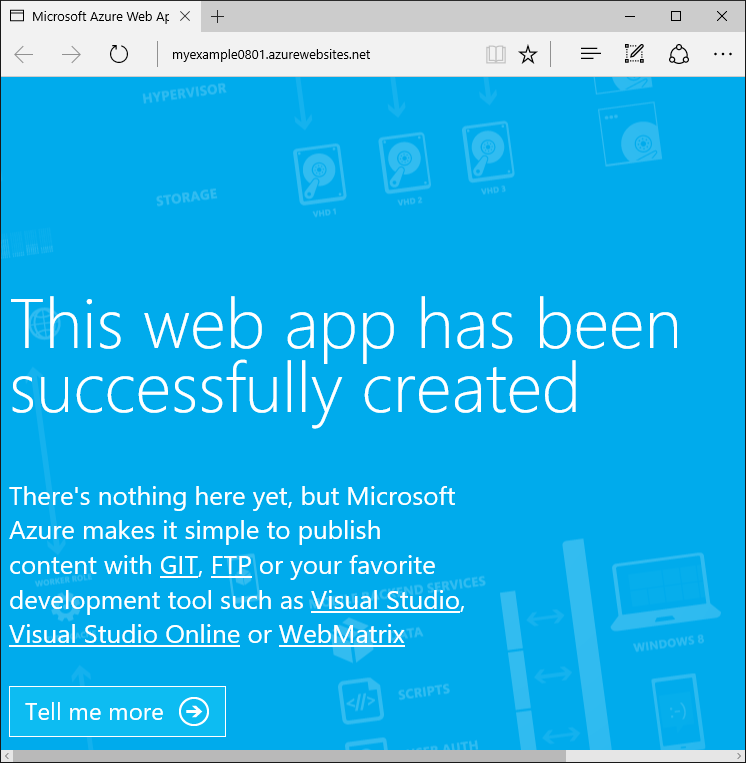 Microsoft Azure Web Ap
myexample0801.azurewebsites.net
HYPERVISOR
STORAGE
VHD 1
VHD 2
VHD 3
This web app has been
successfully created
There's nothing here yet, but Microsoft
Azure makes it simple to publish
content with GIT, FTP or your favorite
development tool such as Visual Studio,
Visual Studio Online or WebMatrix
WORKER ROLE
BACKEND SERVICES
WINDOWS 8
SCRIPTS
USER AUTH
Tell me more